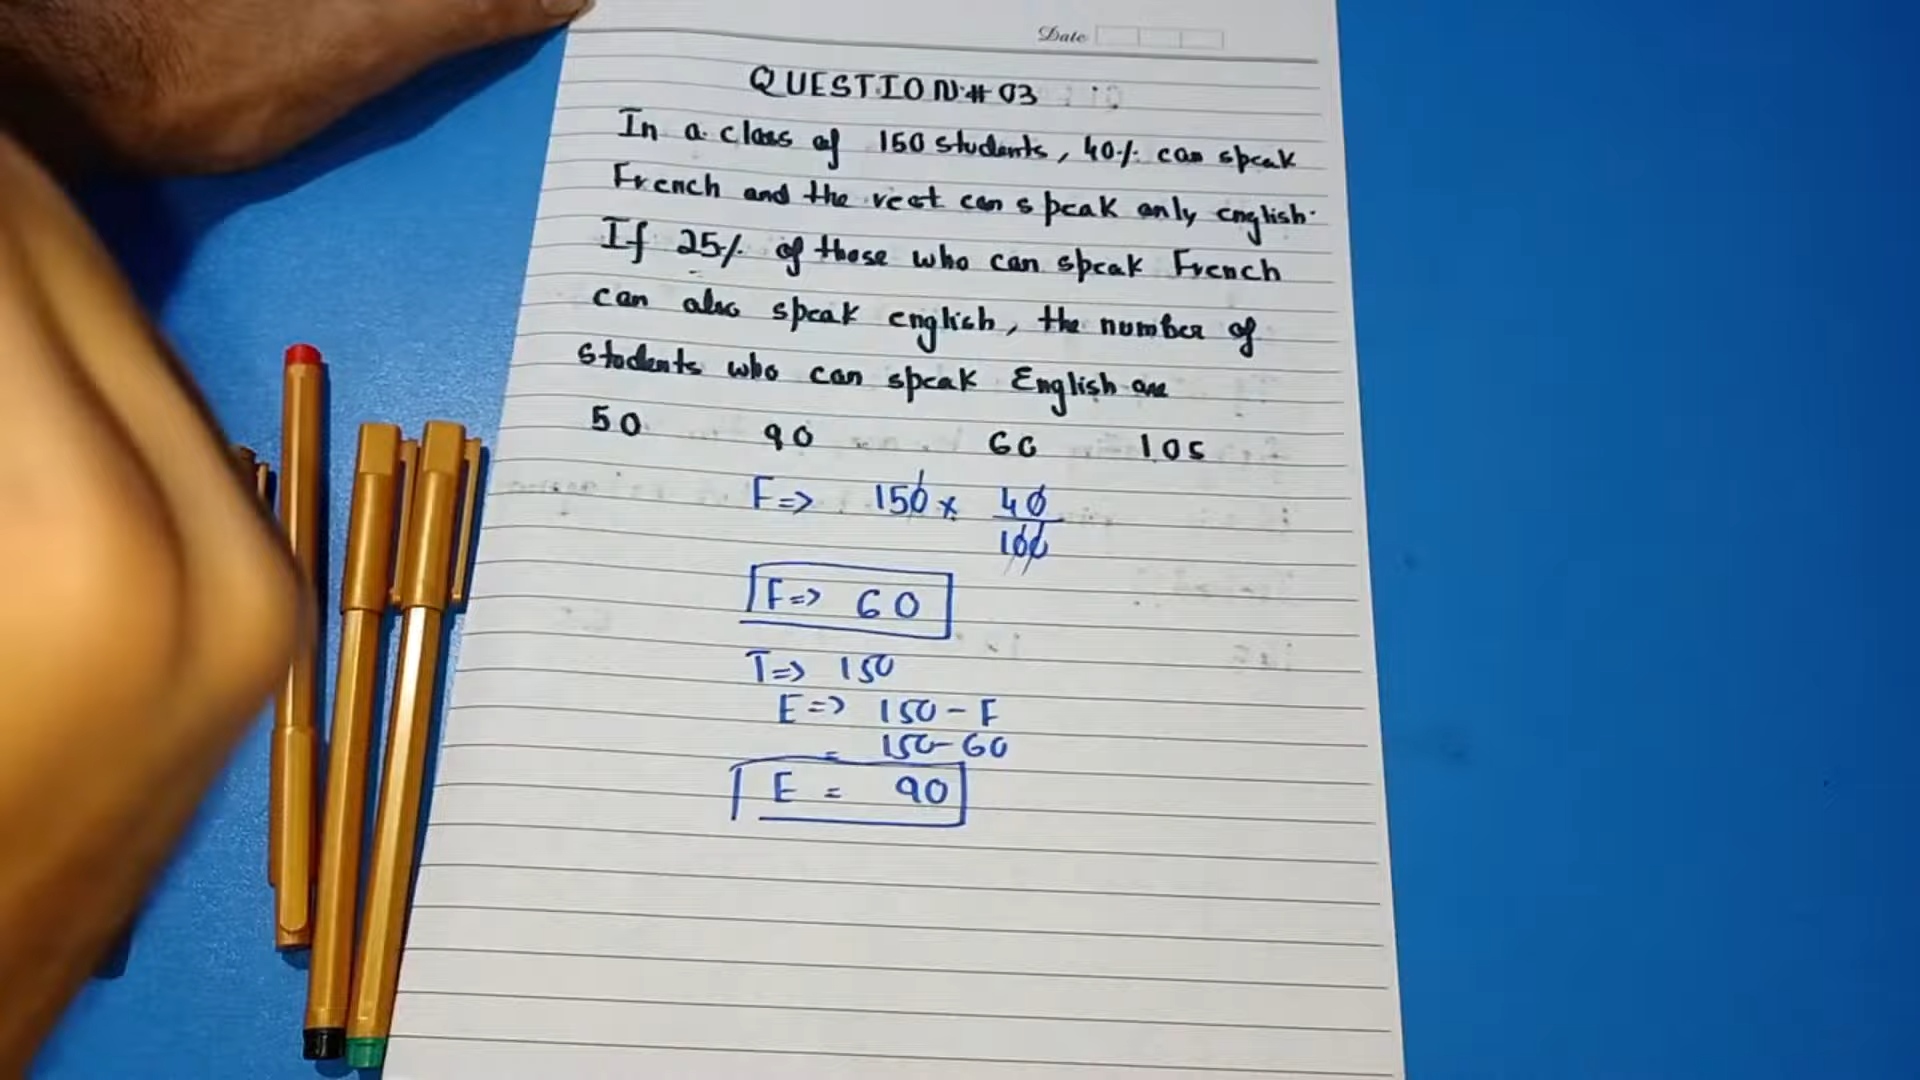 Date
QUESTION # 03
In a class of 150 students, 40% can speak
French and the rest can speak only english.
If 25% of those who can speak French
can also speak english, the number of
students who can speak English are
50 90 60 105
F => 150 × 40
100
F => 60
T => 150
E => 150 - F
= 150-60
E = 90